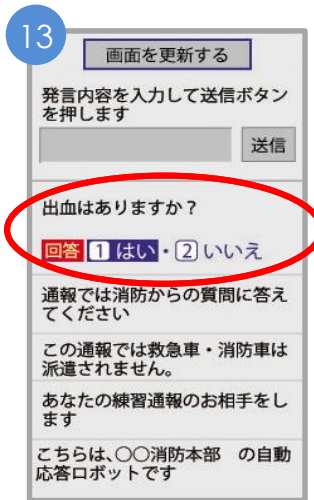 13
画面を更新する
発言内容を入力して送信ボタン
を押します
送信
出血はありますか？
回答 1 はい・2 いいえ
通報では消防からの質問に答え
てください
この通報では救急車・消防車は
派遣されません。
あなたの練習通報のお相手をし
ます
こちらは、〇〇消防本部　の自動
応答ロボットです